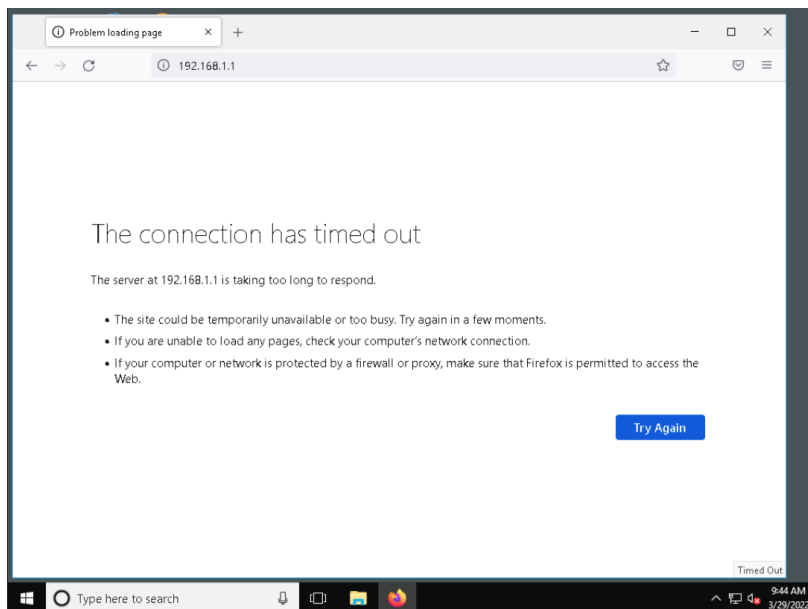 Problem loading page
192.168.1.1
The connection has timed out
The server at 192.168.1.1 is taking too long to respond.
• The site could be temporarily unavailable or too busy. Try again in a few moments.
• If you are unable to load any pages, check your computer's network connection.
• If your computer or network is protected by a firewall or proxy, make sure that Firefox is permitted to access the
Web.
Try Again
Timed Out
Type here to search
9:44 AM